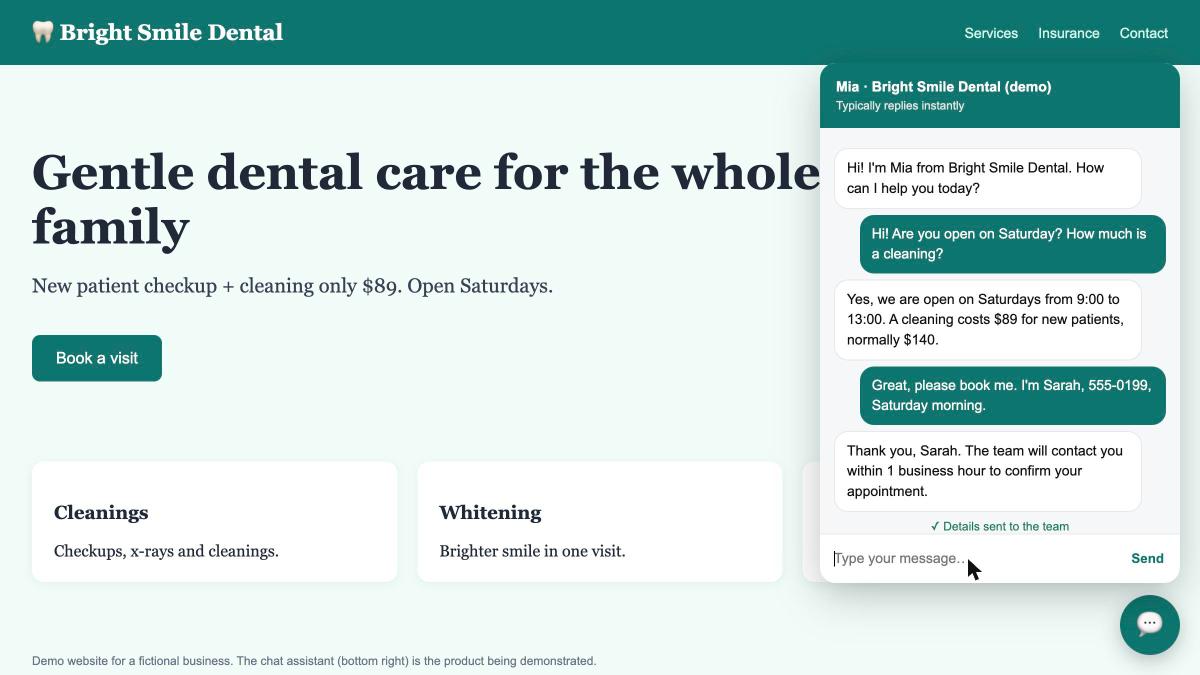 Bright Smile Dental
Services
Insurance
Contact
Gentle dental care for the whole
family
New patient checkup + cleaning only $89. Open Saturdays.
Book a visit
Cleanings
Checkups, x-rays and cleanings.
Whitening
Brighter smile in one visit.
Mia · Bright Smile Dental (demo)
Typically replies instantly
Hi! I'm Mia from Bright Smile Dental. How
can I help you today?
Hi! Are you open on Saturday? How much is
a cleaning?
Yes, we are open on Saturdays from 9:00 to
13:00. A cleaning costs $89 for new patients,
normally $140.
Great, please book me. I'm Sarah, 555-0199,
Saturday morning.
Thank you, Sarah. The team will contact you
within 1 business hour to confirm your
appointment.
✓ Details sent to the team
Type your message…
Send
Demo website for a fictional business. The chat assistant (bottom right) is the product being demonstrated.